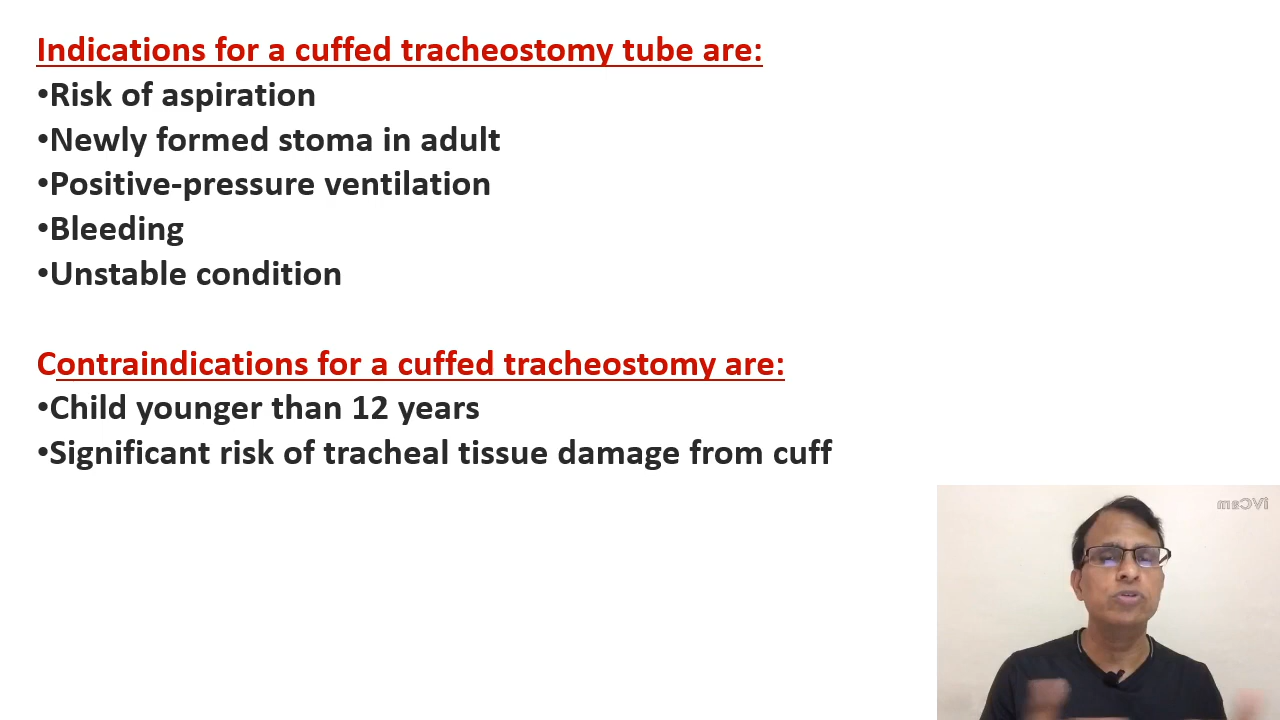 Indications for a cuffed tracheostomy tube are:
•Risk of aspiration
•Newly formed stoma in adult
•Positive-pressure ventilation
•Bleeding
•Unstable condition
Contraindications for a cuffed tracheostomy are:
•Child younger than 12 years
•Significant risk of tracheal tissue damage from cuff
iVCam